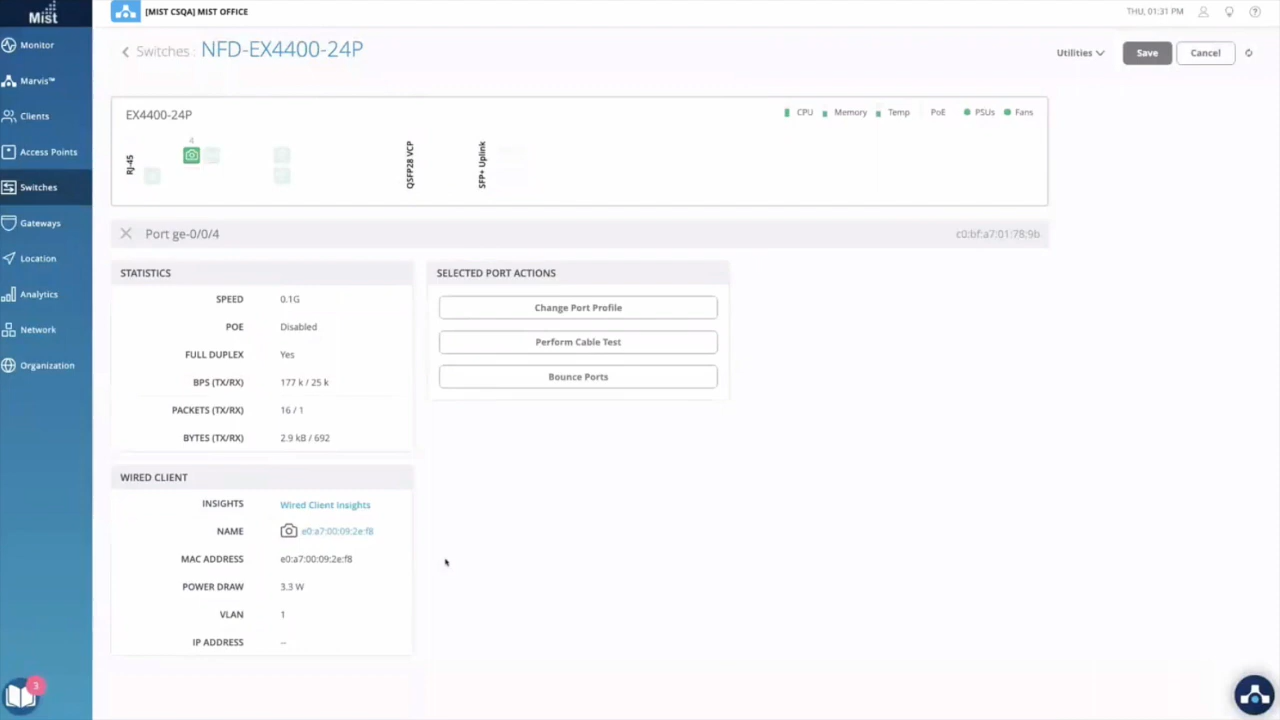 Mist
[MIST CSQA] MIST OFFICE
THU, 01:31 PM
Monitor
Marvis™
Clients
Access Points
Switches
Gateways
Location
Analytics
Network
Organization
3
Switches : NFD-EX4400-24P
Utilities
Save
Cancel
EX4400-24P
CPU
Memory
Temp
PoE
PSUs
Fans
RJ-45
4
QSFP28 VCP
SFP+ Uplink
Port ge-0/0/4
c0:bf:a7:01:78:9b
STATISTICS
SPEED 0.1G
POE Disabled
FULL DUPLEX Yes
BPS (TX/RX) 177 k / 25 k
PACKETS (TX/RX) 16 / 1
BYTES (TX/RX) 2.9 kB / 692
SELECTED PORT ACTIONS
Change Port Profile
Perform Cable Test
Bounce Ports
WIRED CLIENT
INSIGHTS Wired Client Insights
NAME e0:a7:00:09:2e:f8
MAC ADDRESS e0:a7:00:09:2e:f8
POWER DRAW 3.3 W
VLAN 1
IP ADDRESS --